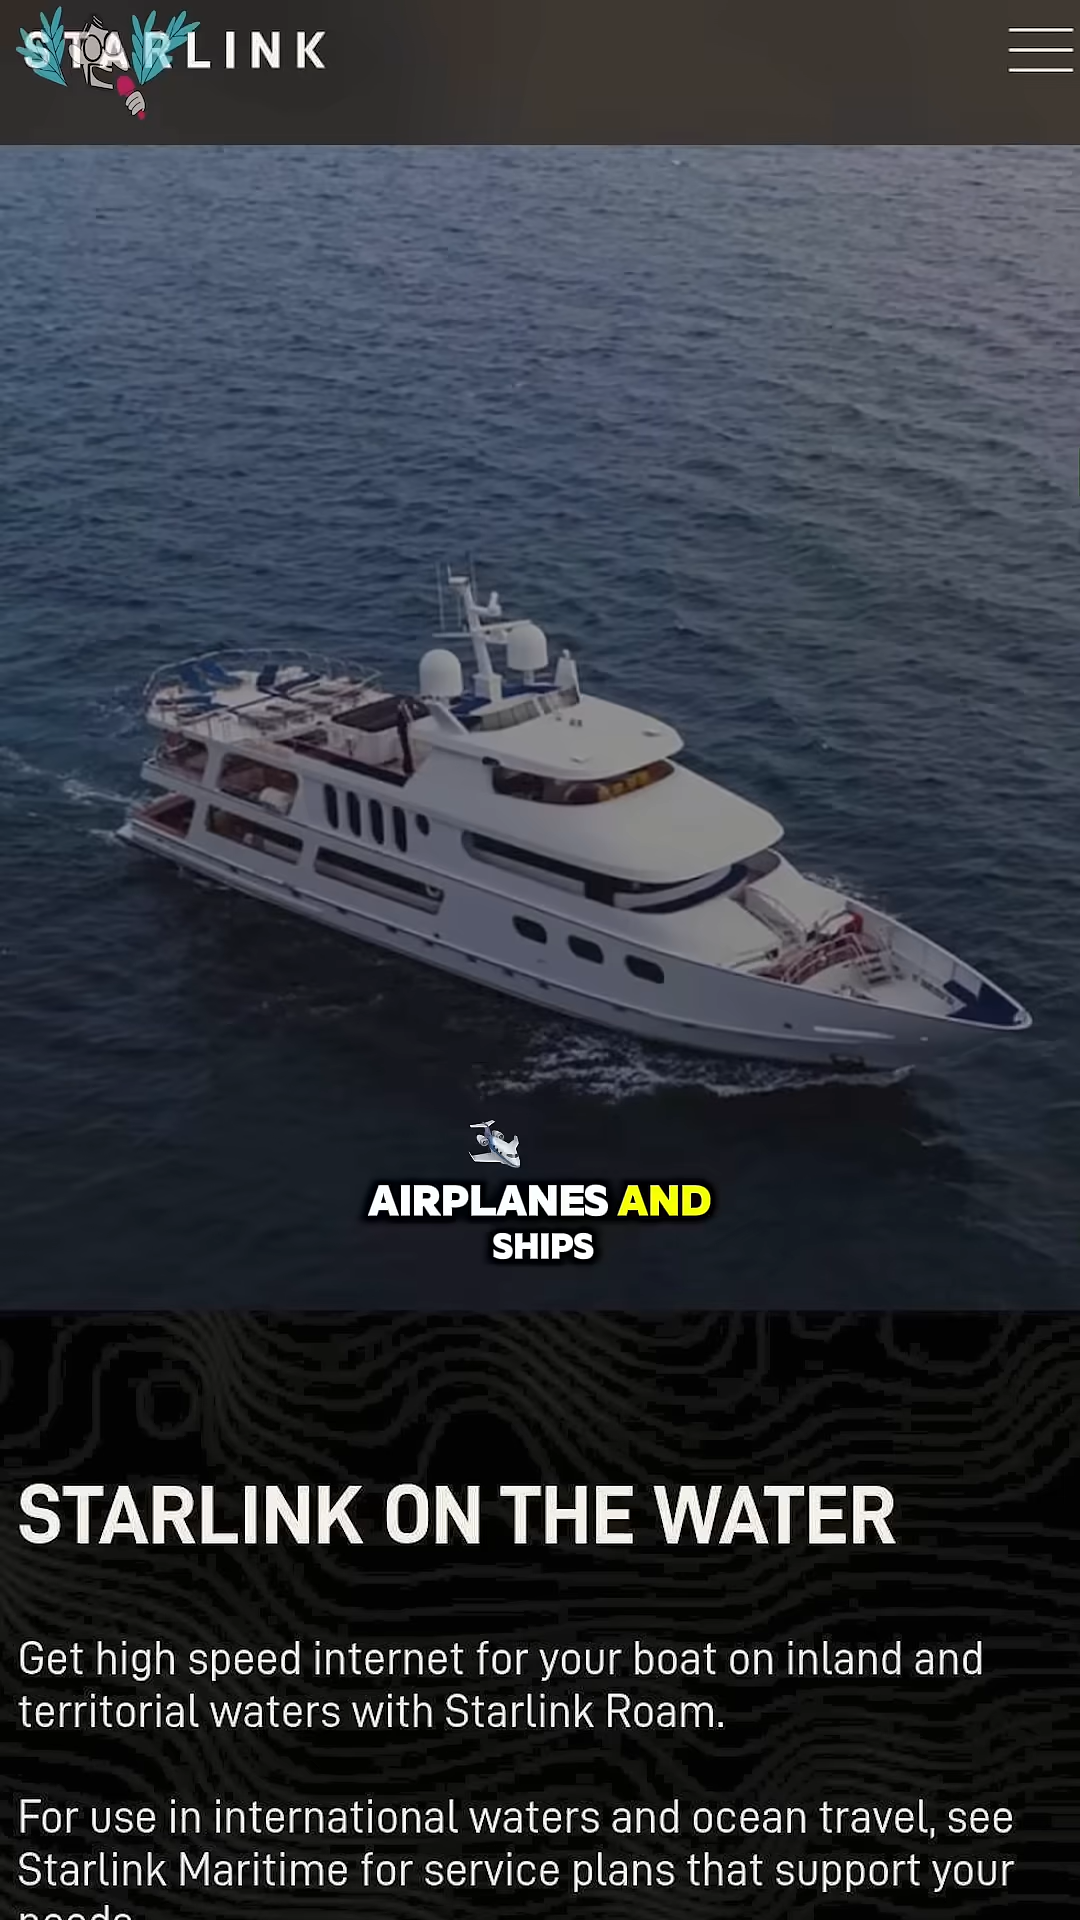 STARLINK
AIRPLANES AND
SHIPS
STARLINK ON THE WATER
Get high speed internet for your boat on inland and
territorial waters with Starlink Roam.
For use in international waters and ocean travel, see
Starlink Maritime for service plans that support your
needs.